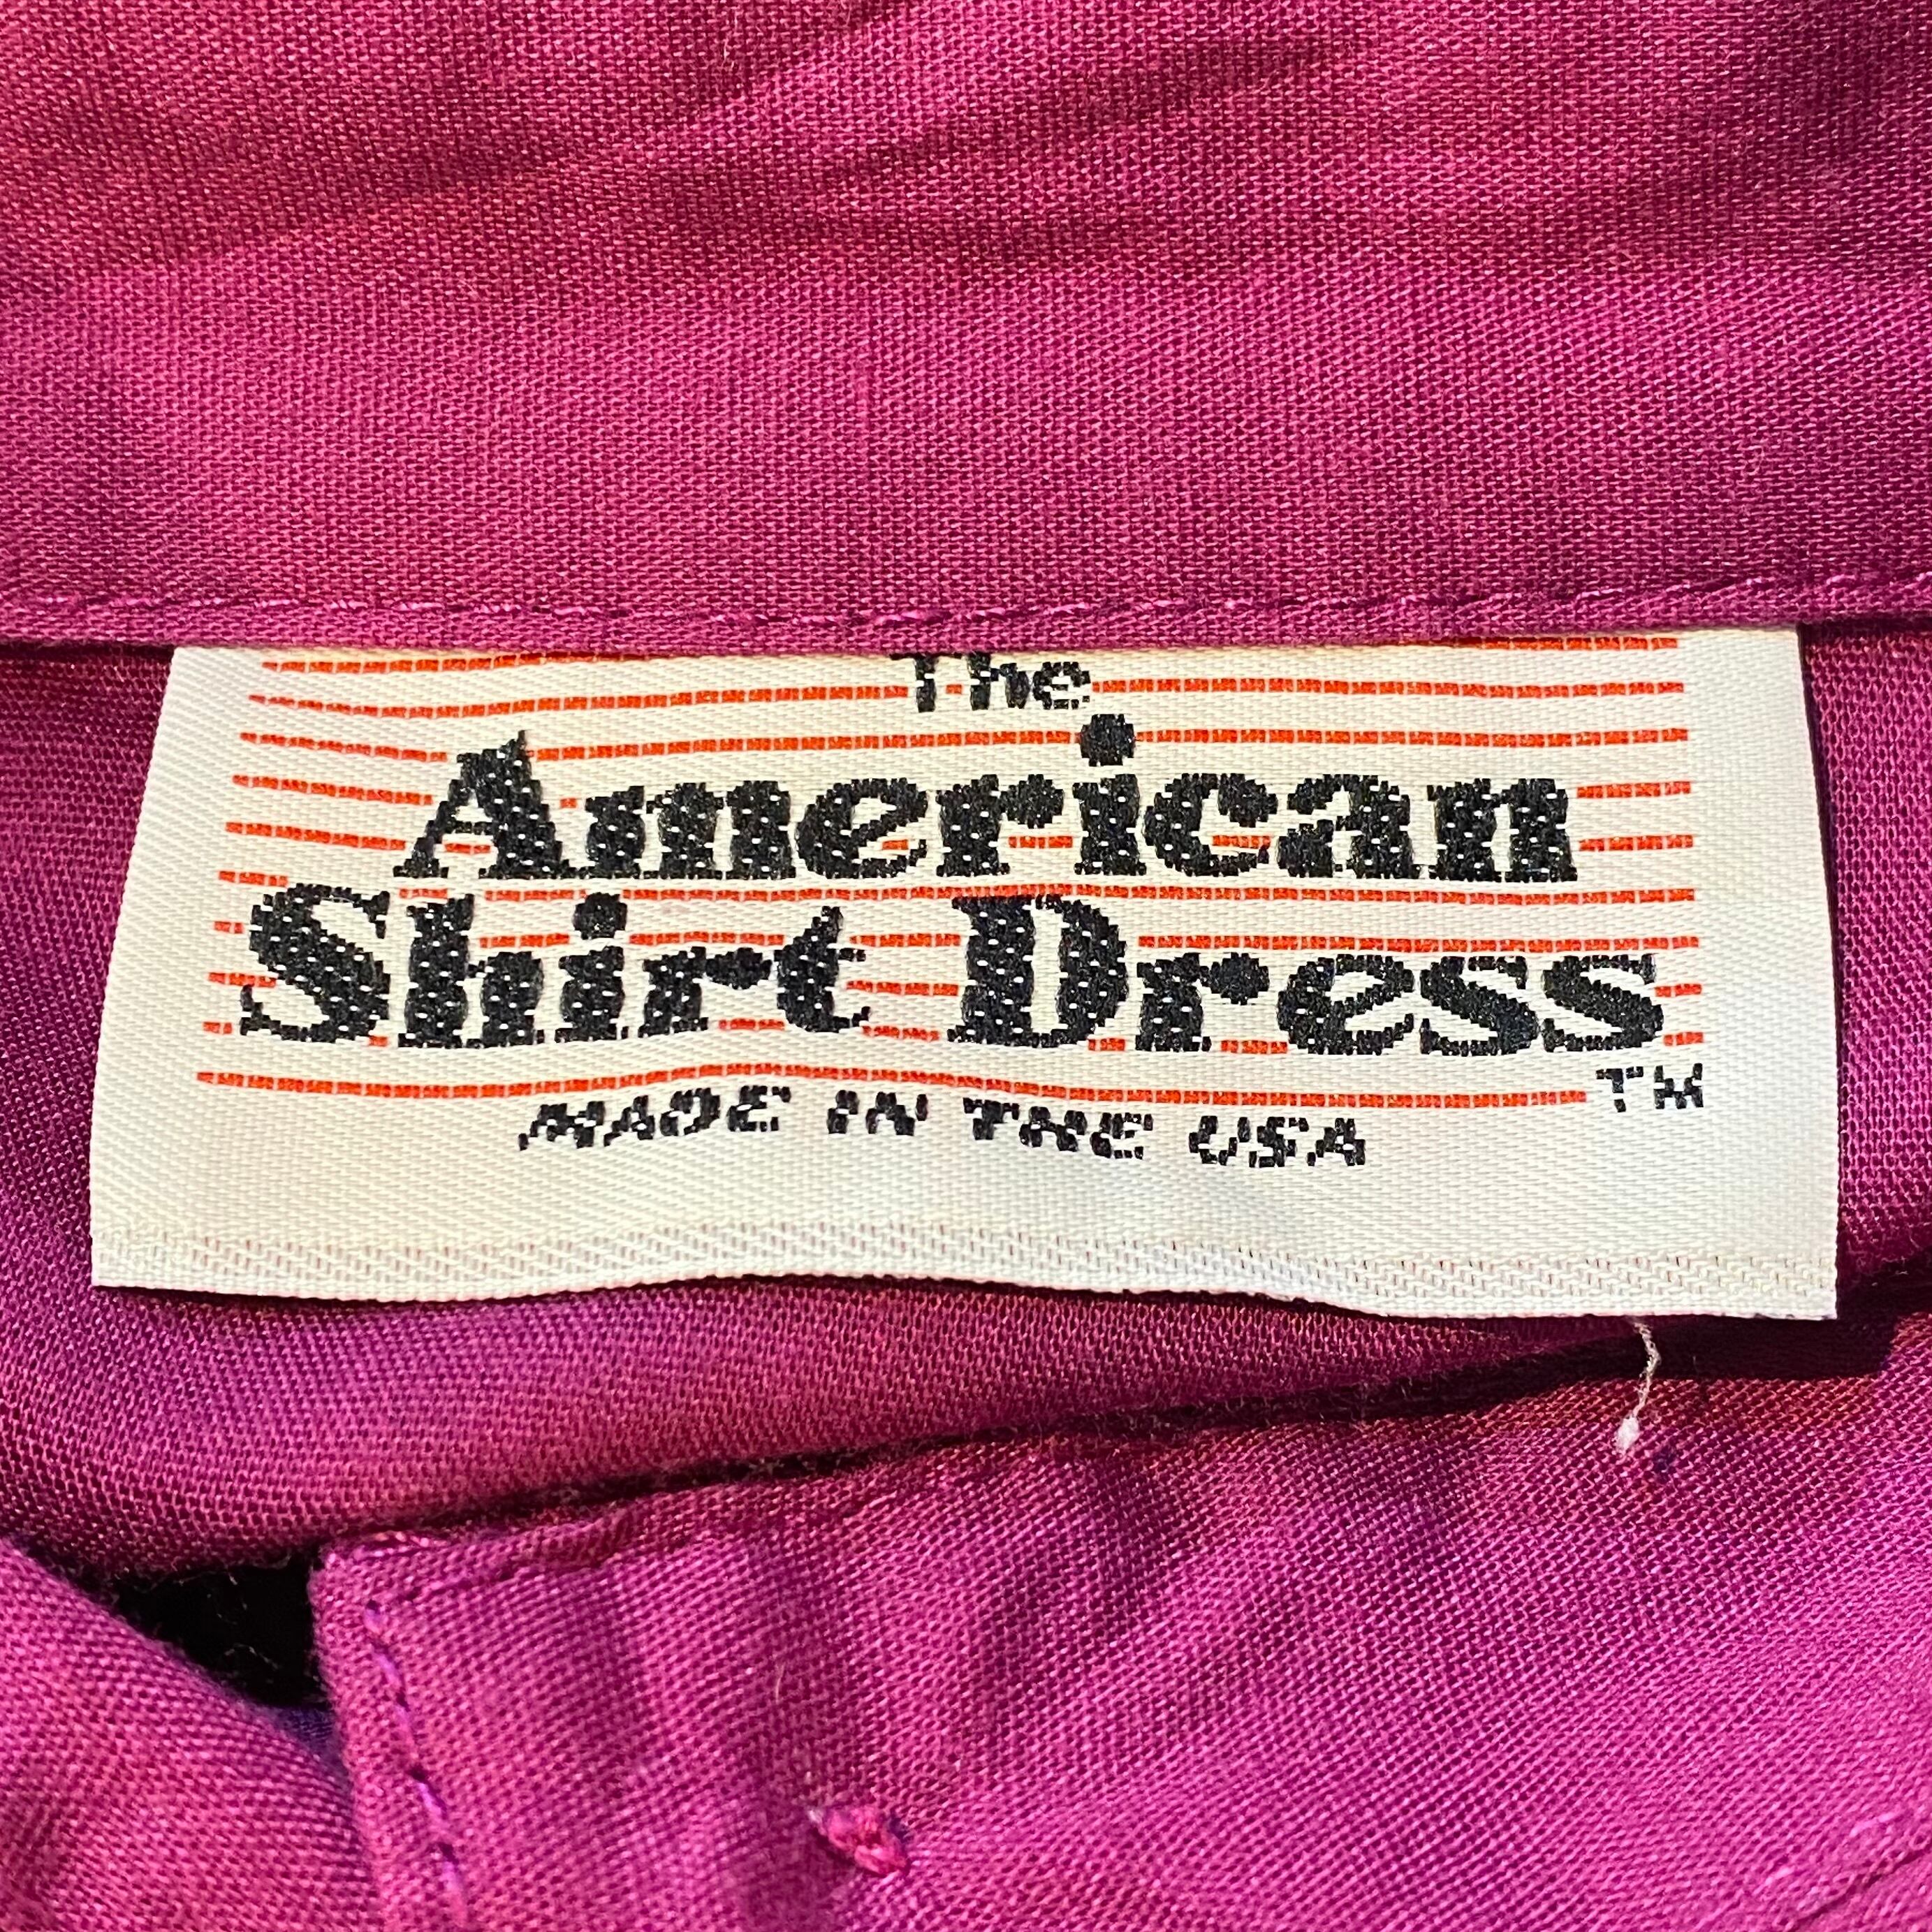 The
American
Shirt Dress
TM
MADE IN THE USA